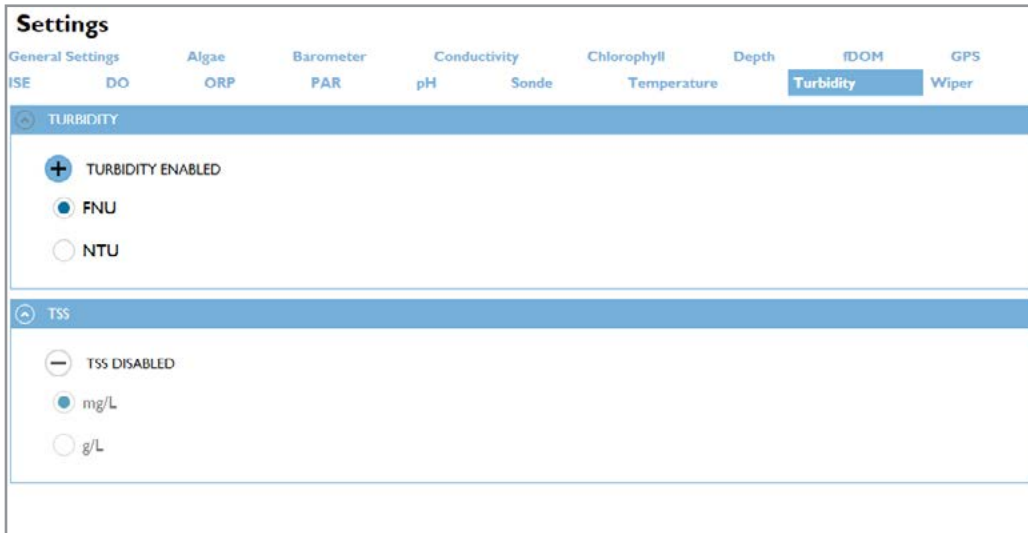 Settings
General Settings Algae Barometer Conductivity Chlorophyll Depth fDOM GPS
ISE DO ORP PAR pH Sonde Temperature Turbidity Wiper
TURBIDITY
TURBIDITY ENABLED
FNU
NTU
TSS
TSS DISABLED
mg/L
g/L